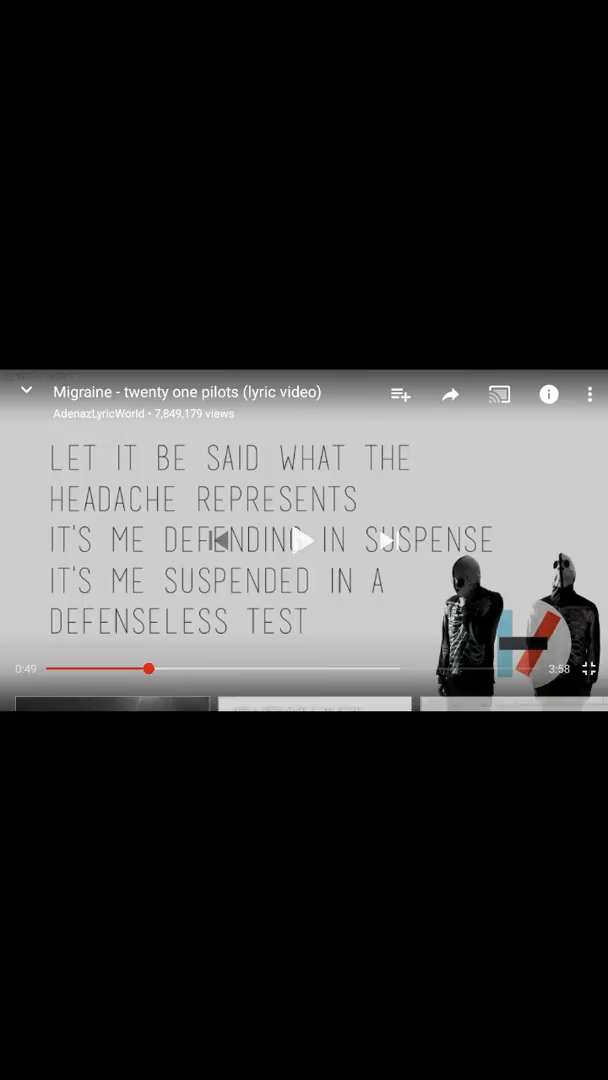 Migraine - twenty one pilots (lyric video)
AdenazLyricWorld • 7,849,179 views
LET IT BE SAID WHAT THE
HEADACHE REPRESENTS
IT'S ME DEFENDING IN SUSPENSE
IT'S ME SUSPENDED IN A
DEFENSELESS TEST
0:49
3:58